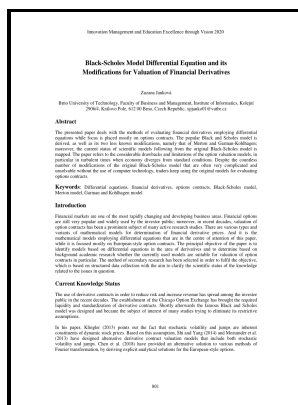 Innovation Management and Education Excellence through Vision 2020
Black-Scholes Model Differential Equation and its
Modifications for Valuation of Financial Derivatives
Zuzana Janková
Brno University of Technology, Faculty of Business and Management, Institute of Informatics, Kolejní
2906/4, Královo Pole, 612 00 Brno, Czech republic,
Abstract
The presented paper deals with the methods of evaluating financial derivatives employing differential
equations while focus is placed mostly on options contracts. The popular Black and Scholes model is
derived, as well as its two less known modifications, namely that of Merton and Garman-Kohlhagen;
moreover, the current status of scientific models following from the original Black-Scholes model is
mapped. The paper refers to the considerable drawbacks and limitations of the option valuation models, in
particular in turbulent times when economy diverges from standard conditions. Despite the countless
number of modifications of the original Black-Scholes model that are often very complicated and
insolvable without the use of computer technology, traders keep using the original models for evaluating
options contracts.
Keywords: Differential equations, financial derivatives, options contracts, Black-Scholes model,
Merton model, Garman and Kohlhagen model
Introduction
Financial markets are one of the most rapidly changing and developing business areas. Financial options
are still very popular and widely used by the investor public, moreover, in recent decades, valuation of
option contracts has been a prominent subject of many active research studies. There are various types and
variants of mathematical models for determination of financial derivative prices. And it is the
mathematical models employing differential equations that are in the centre of attention of this paper,
while it is focused mostly on European-style option contracts. The principal objective of the paper is to
identify models based on differential equations in the area of derivatives and to determine based on
background academic research whether the currently used models are suitable for valuation of option
contracts in particular. The method of secondary research has been selected in order to fulfil the objective,
which is based on structured data collection with the aim to clarify the scientific status of the knowledge
related to the issues in question.
Current Knowledge Status
The use of derivative contracts in order to reduce risk and increase revenue has spread among the investor
public in the recent decades. The establishment of the Chicago Option Exchange has brought the required
liquidity and standardization of derivative contracts. Shortly afterwards the famous Black and Scholes
model was designed and became the subject of interest of many studies trying to eliminate its restrictive
assumptions.
In his paper, Klingler (2013) points out the fact that stochastic volatility and jumps are inherent
constituents of dynamic stock prices. Based on this assumption, Shi and Yang (2014) and Moranda et al.
(2013) have designed alternative derivative contract valuation models that include both stochastic
volatility and jumps. Chen et al. (2018) have provided an alternative solution to various methods of
Fourier transformation, by deriving explicit analytical solutions for the European-style options.
801